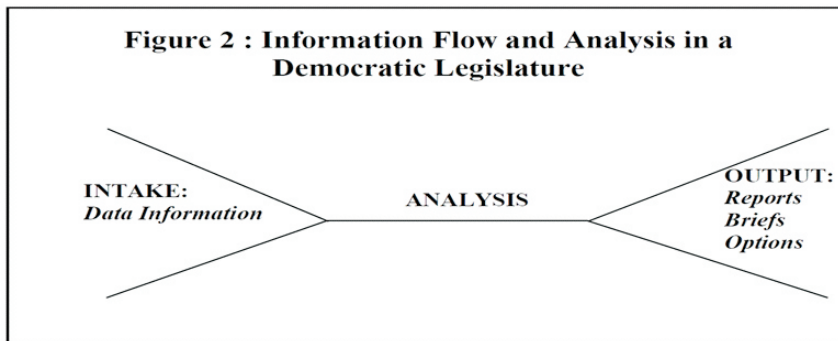 Figure 2 : Information Flow and Analysis in a
Democratic Legislature
INTAKE:
Data Information
ANALYSIS
OUTPUT:
Reports
Briefs
Options